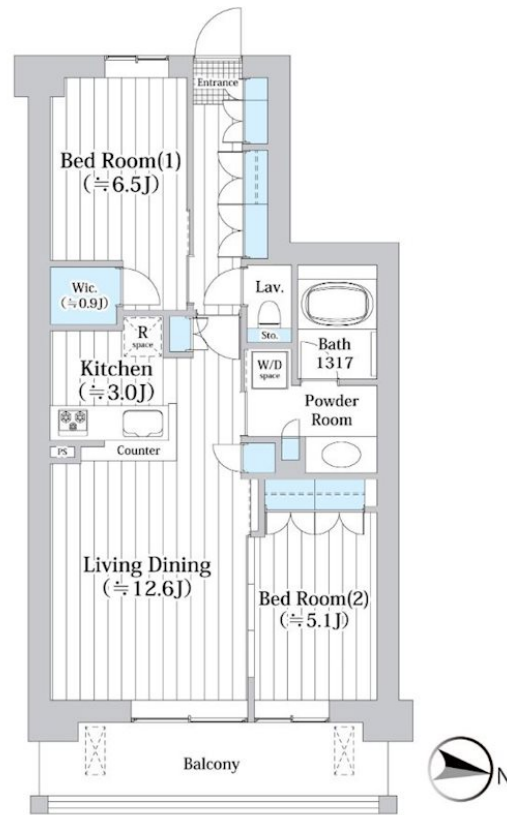 Entrance
Bed Room(1)
(≒6.5J)
Wic.
(≒0.9J)
Lav.
Sto.
Bath
1317
R
space
W/D
space
Kitchen
(≒3.0J)
Powder
Room
PS
Counter
Living Dining
(≒12.6J)
Bed Room(2)
(≒5.1J)
Balcony
N